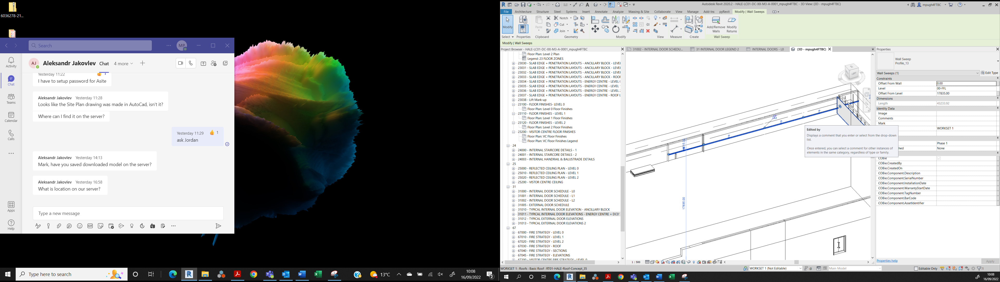 6036278-21...
Search
MP
AJ
Aleksandr Jakovlev
Chat
4 more
Activity
Chat
Teams
Calendar
Calls
Apps
Help
Yesterday 11:22
1
I have to setup password for Asite
Aleksandr Jakovlev Yesterday 11:28
Looks like the Site Plan drawing was made in AutoCad, isn't it?
Where can I find it on the server?
Yesterday 11:29 1
ask Jordan
Aleksandr Jakovlev Yesterday 14:13
Mark, have you saved downloaded model on the server?
Aleksandr Jakovlev Yesterday 16:58
What is location on our server?
Type a new message
GIF
Type here to search
13°C
10:08
16/09/2022
2
Autodesk Revit 2020.2 - HALE-LC01-DC-XX-M3-A-0001_mpugh4FTBC - 3D View: {3D - mpugh4FTBC}
mpugh4FTBC
File Architecture Structure Steel Systems Insert Annotate Analyze Massing & Site Collaborate View Manage Add-Ins pyRevit Modify | Wall Sweeps
Modify
Paste
Notch
Cut
Join
Add/Remove Walls
Modify Returns
Select Properties Clipboard Geometry Modify View Measure Create Wall Sweep
Modify | Wall Sweeps
Project Browser - HALE-LC01-DC-XX-M3-A-0001_mpugh4FTBC
Floor Plan: Level 2 Plan
Legend: 23 FLOOR ZONES
23030 - SLAB EDGE + PENETRATION LAYOUTS - ANCILLARY BLOCK - LEVEL
23031 - SLAB EDGE + PENETRATION LAYOUTS - ANCILLARY BLOCK - LEVEL
23032 - SLAB EDGE + PENETRATION LAYOUTS - ANCILLARY BLOCK - LEVEL
23033 - SLAB EDGE + PENETRATION LAYOUTS - ANCILLARY BLOCK - ROOF
23034 - SLAB EDGE + PENETRATION LAYOUTS - ENERGY CENTRE - LEVEL
23035 - SLAB EDGE + PENETRATION LAYOUTS - ENERGY CENTRE - LEVEL
23036 - SLAB EDGE + PENETRATION LAYOUTS - ENERGY CENTRE - LEVEL
23037 - SLAB EDGE + PENETRATION LAYOUTS - ENERGY CENTRE - ROOF L
23038 - Lift Mark-up
23100 - FLOOR FINISHES- LEVEL 0
Floor Plan: Level 0 Floor Finishes
23110 - FLOOR FINISHES - LEVEL 1
Floor Plan: Level 1 Floor Finishes
23120 - FLOOR FINISHES - LEVEL 2
Floor Plan: Level 2 Floor Finishes
23200 - VISITOR CENTRE FLOOR FINISHES
Floor Plan: VC Floor Finishes
Floor Plan: VC Floor Finishes Legend
24
24000 - INTERNAL STAIRCORE DETAILS - 1
24001 - INTERNAL STAIRCORE DETAILS - 2
24003 - INTERNAL HANDRAIL & BALUSTRADE DETAILS
25
25000 - REFLECTED CEILING PLAN - LEVEL 0
25010 - REFLECTED CEILING PLAN - LEVEL 1
25020 - REFLECTED CEILING PLAN - LEVEL 2
25200 - VISTOR CENTRE CEILING
31
31000 - INTERNAL DOOR SCHEDULE - L0
31001 - INTERNAL DOOR SCHEDULE - L1
31002 - INTERNAL DOOR SCHEDULE - L2
31005 - EXTERNAL DOOR SCHEDULE
31010 - TYPICAL INTERNAL DOOR ELEVATION - ANCILLARY BLOCK
31011 - TYPICAL INTERNAL DOOR ELEVATIONS - ENERGY CENTRE + DC0
31012 - TYPICAL EXTERNAL DOOR ELEVATIONS
31013 - TYPICAL EXTERNAL DOOR ELEVATIONS 2
67
67000 - FIRE STRATEGY - LEVEL 0
67010 - FIRE STRATEGY - LEVEL 1
67020 - FIRE STRATEGY - LEVEL 2
67030 - FIRE STRATEGY - ROOF
67040 - FIRE STRATEGY - SECTIONS
67045 - FIRE STRATEGY - ELEVATIONS
67200 - VISITOR CENTRE FIRE STRATEGY - LEVEL 0
31002 - INTERNAL DOOR SCHEDU...
31 INTERNAL DOOR LEGEND 2
INTERNAL DOORS - L0
{3D - mpugh4FTBC}
LEFT
17835.00
Edited by
Displays a comment that you enter or select from the drop-down
list.
Once entered, you can select a comment for other instances of
elements in the same category, regardless of type or family.
1 : 500
Properties
Wall Sweep
Profile_13
Wall Sweeps (1)
Edit Type
Constraints
Offset From Wall 0.00
Level 00-FFL
Offset From Level 17835.00
Dimensions
Length 43233.92
Identity Data
Image
Comments
Mark
WORKSET 1
Phase 1
None
COBie
COBie.CreatedBy
COBie.CreatedOn
COBie.Component.Description
COBie.Component.SerialNumber
COBie.Component.InstallationDate
COBie.Component.WarrantyStartDate
COBie.Component.TagNumber
COBie.Component.BarCode
COBie.Component.AssetIdentifier
Properties help
Apply
WORKSET 1 : Roofs : Basic Roof : RT01-HALE-Roof-Concept_35
WORKSET 1 (Not Editable)
:0
Main Model
Editable Only
:1
10:08
16/09/2022